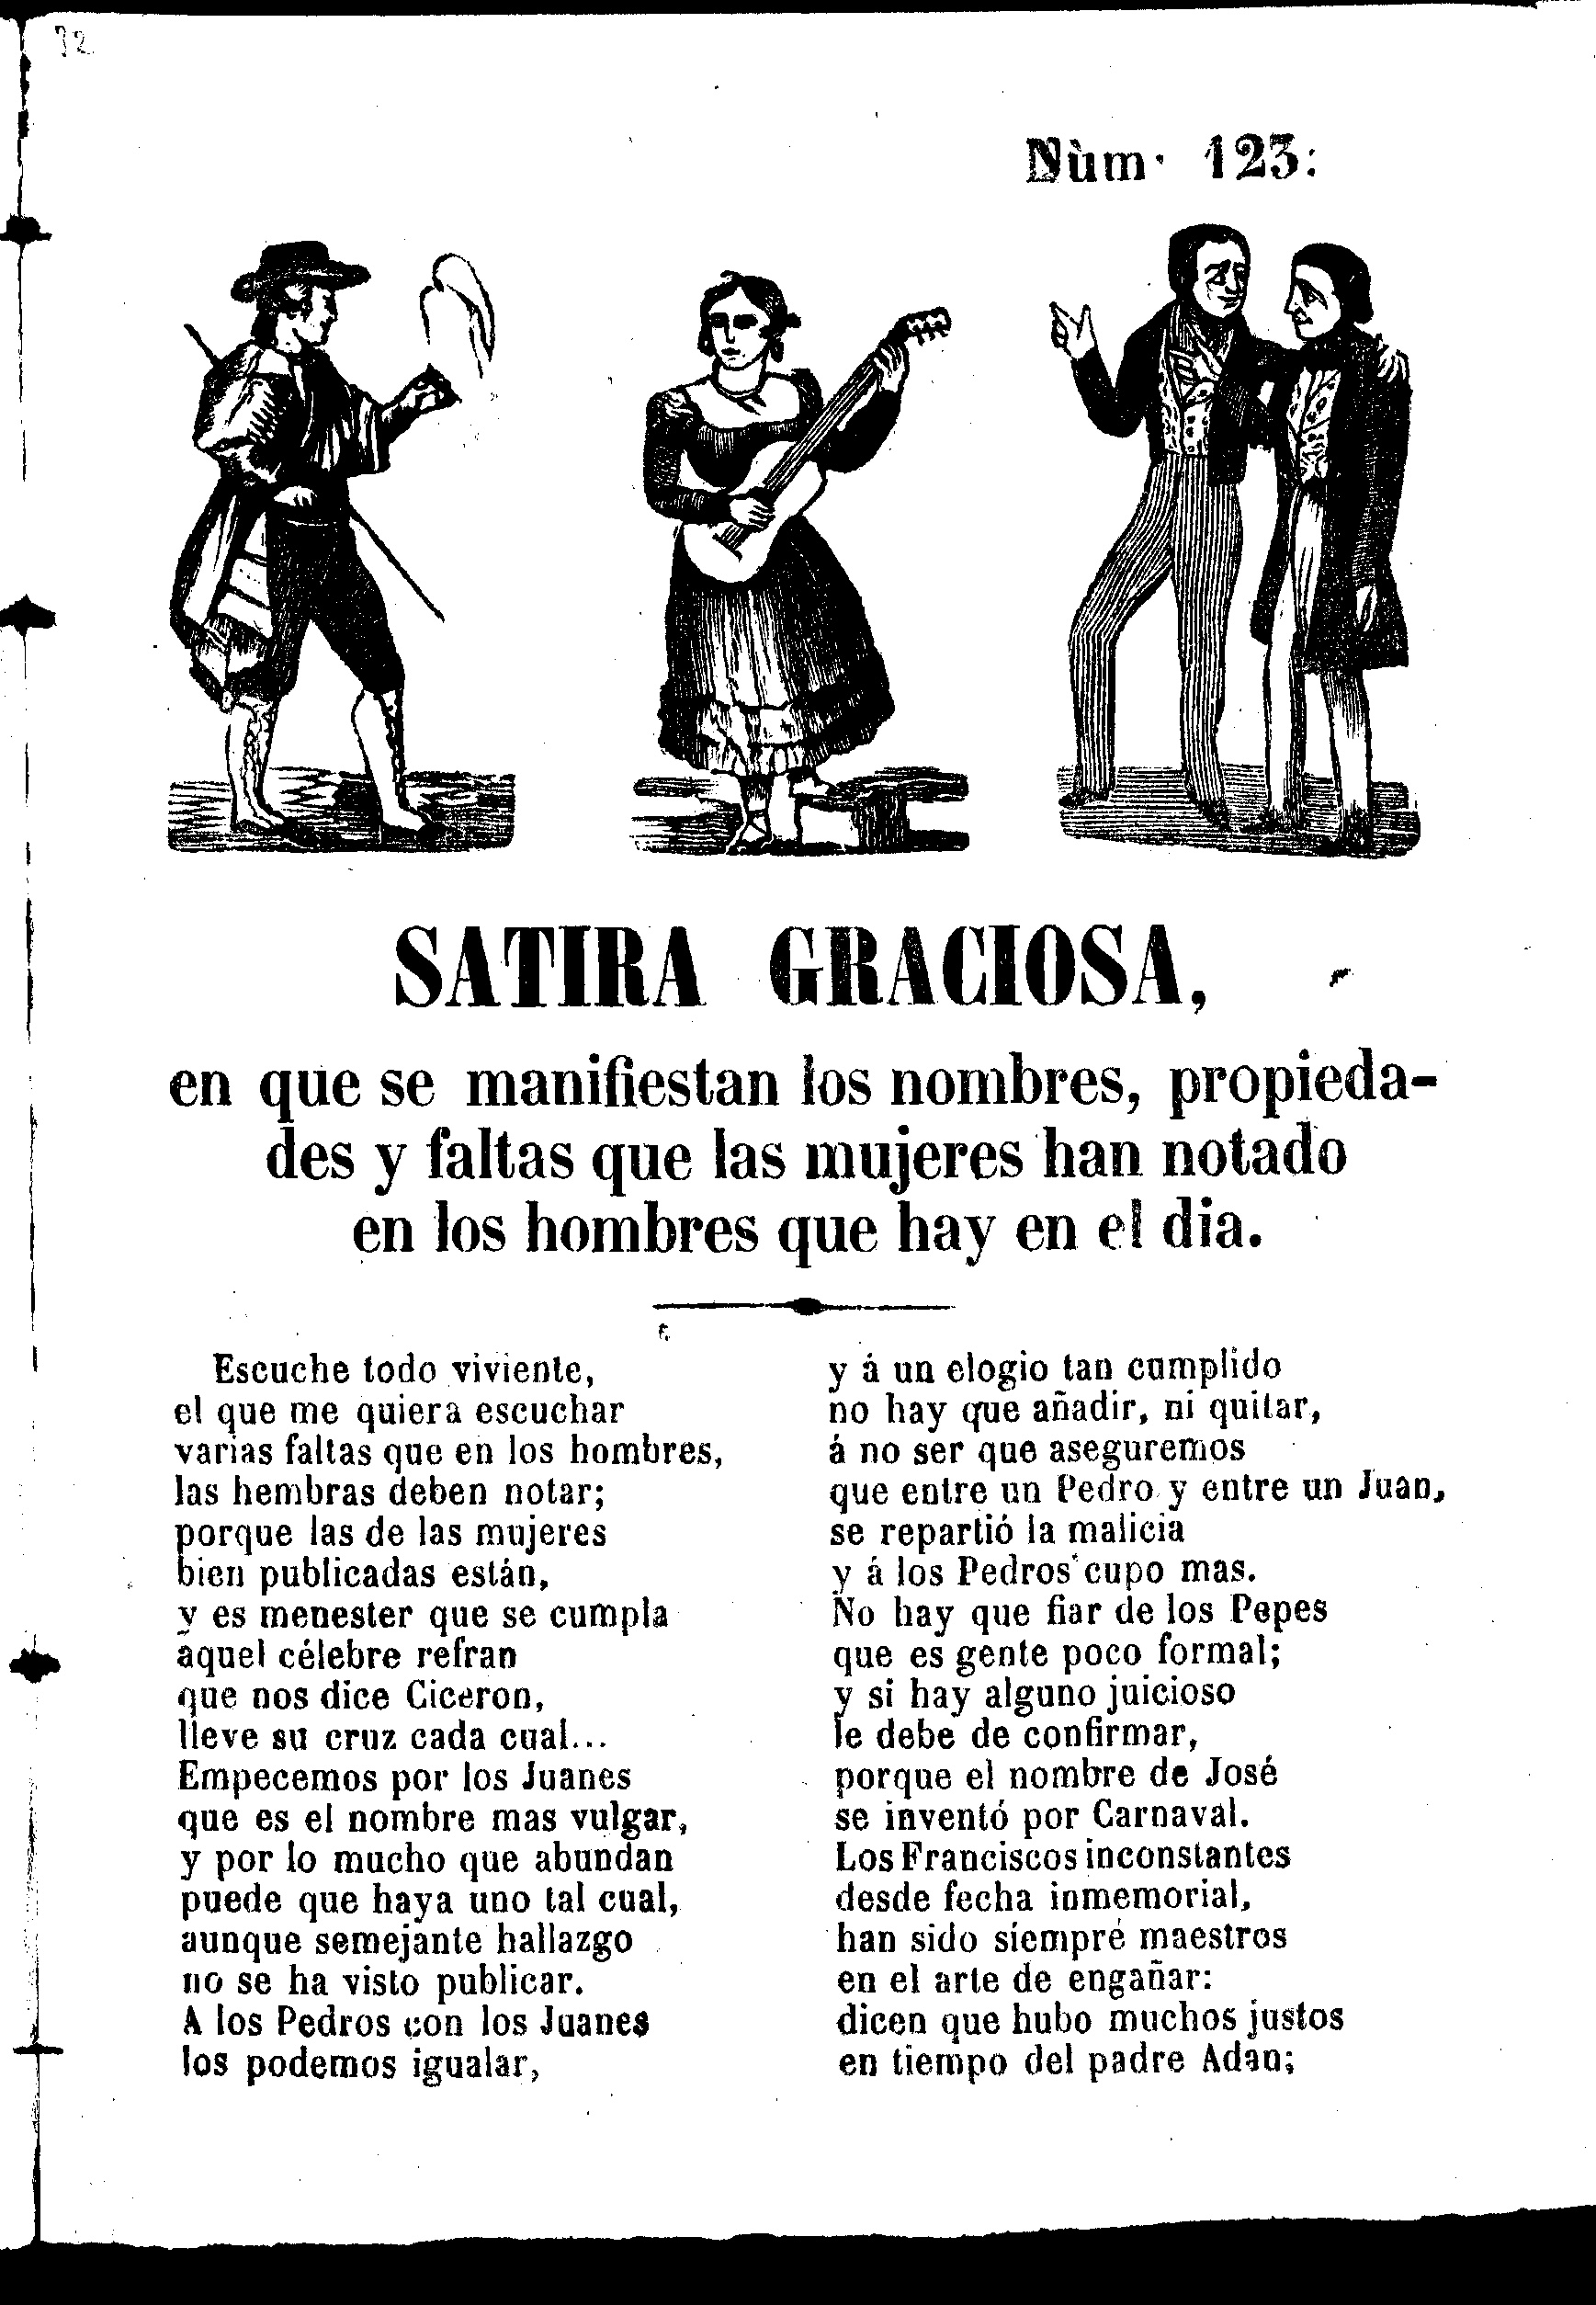 72
Nùm. 123:
SATIRA GRACIOSA,
en que se manifiestan los nombres, propieda-
des y faltas que las mujeres han notado
en los hombres que hay en el dia.
Escuche todo viviente,
el que me quiera escuchar
varias faltas que en los hombres,
las hembras deben notar;
porque las de las mujeres
bien publicadas están,
y es menester que se cumpla
aquel célebre refran
que nos dice Ciceron,
lleve su cruz cada cual...
Empecemos por los Juanes
que es el nombre mas vulgar,
y por lo mucho que abundan
puede que haya uno tal cual,
aunque semejante hallazgo
no se ha visto publicar.
A los Pedros con los Juanes
los podemos igualar,
y á un elogio tan cumplido
no hay que añadir, ni quitar,
á no ser que aseguremos
que entre un Pedro y entre un Juan,
se repartió la malicia
y á los Pedros cupo mas.
No hay que fiar de los Pepes
que es gente poco formal;
y si hay alguno juicioso
le debe de confirmar,
porque el nombre de José
se inventó por Carnaval.
Los Franciscos inconstantes
desde fecha inmemorial,
han sido siempré maestros
en el arte de engañar:
dicen que hubo muchos justos
en tiempo del padre Adan;